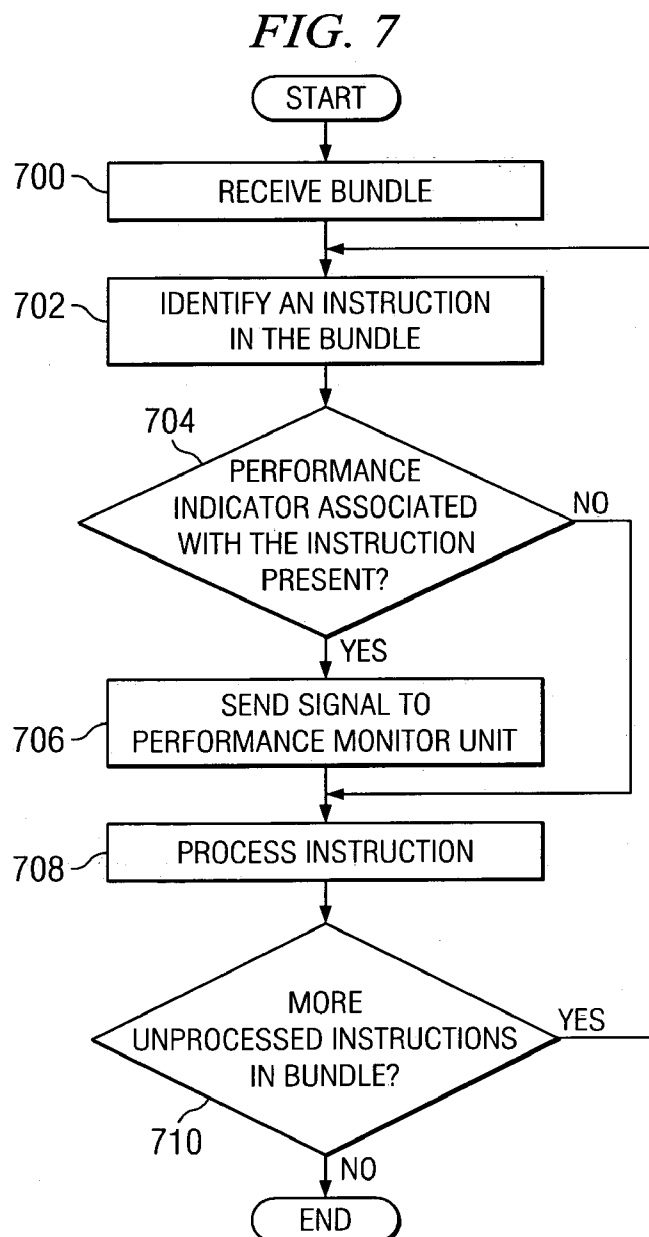 FIG. 7
START
700
RECEIVE BUNDLE
702
IDENTIFY AN INSTRUCTION
IN THE BUNDLE
704
PERFORMANCE
INDICATOR ASSOCIATED
WITH THE INSTRUCTION
PRESENT?
NO
YES
706
SEND SIGNAL TO
PERFORMANCE MONITOR UNIT
708
PROCESS INSTRUCTION
MORE
UNPROCESSED INSTRUCTIONS
IN BUNDLE?
YES
710
NO
END